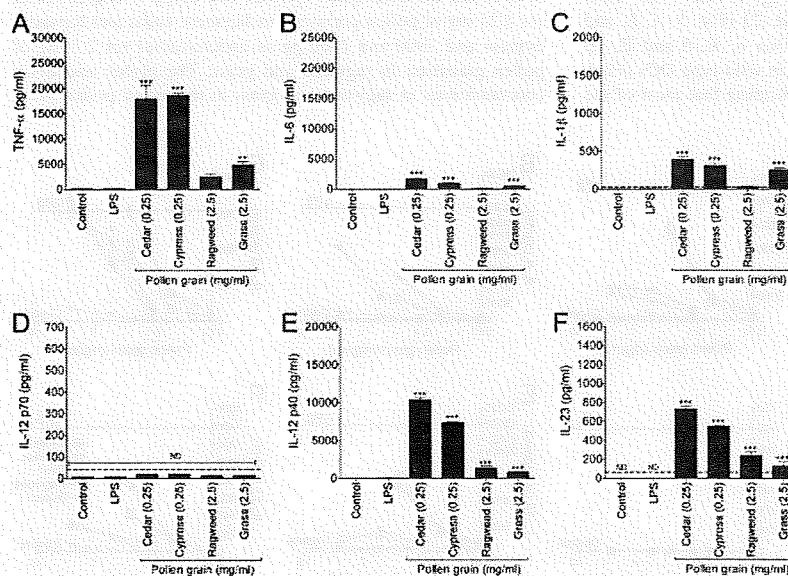 A
TNF-α (pg/ml)
30000
25000
20000
15000
10000
5000
0
***
***
**
Control
LPS
Cedar (0.25)
Cypress (0.25)
Ragweed (2.5)
Grass (2.5)
Pollen grain (mg/ml)
B
IL-6 (pg/ml)
25000
20000
15000
10000
5000
0
***
***
***
Control
LPS
Cedar (0.25)
Cypress (0.25)
Ragweed (2.5)
Grass (2.5)
Pollen grain (mg/ml)
C
IL-1β (pg/ml)
2000
1500
1000
500
0
***
***
***
Control
LPS
Cedar (0.25)
Cypress (0.25)
Ragweed (2.5)
Grass (2.5)
Pollen grain (mg/ml)
D
IL-12 p70 (pg/ml)
700
600
500
400
300
200
100
0
ND
Control
LPS
Cedar (0.25)
Cypress (0.25)
Ragweed (2.5)
Grass (2.5)
Pollen grain (mg/ml)
E
IL-12 p40 (pg/ml)
20000
15000
10000
5000
0
***
***
***
***
Control
LPS
Cedar (0.25)
Cypress (0.25)
Ragweed (2.5)
Grass (2.5)
Pollen grain (mg/ml)
F
IL-23 (pg/ml)
1600
1400
1200
1000
800
600
400
200
0
ND
ND
***
***
***
***
Control
LPS
Cedar (0.25)
Cypress (0.25)
Ragweed (2.5)
Grass (2.5)
Pollen grain (mg/ml)